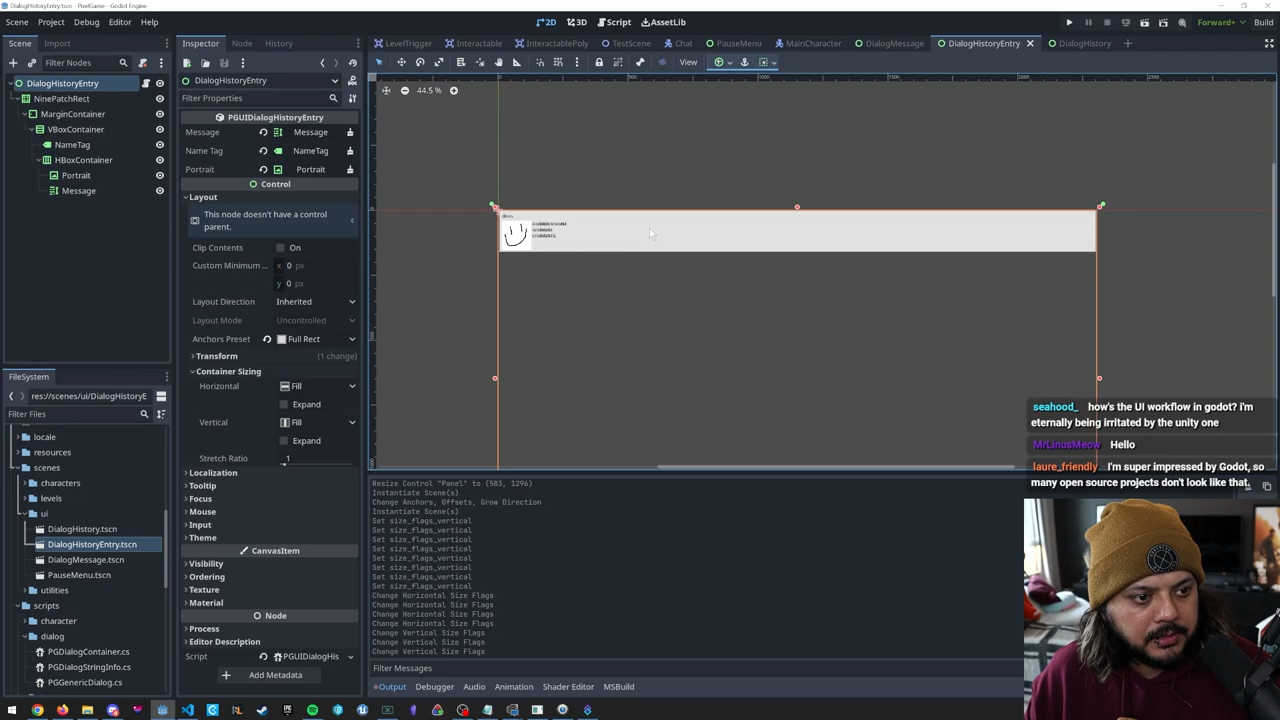 DialogHistoryEntry.tscn - PixelGame - Godot Engine
Scene Project Debug Editor Help
2D 3D Script AssetLib
Forward+ Build
Scene Import
Inspector Node History
LevelTrigger Interactable InteractablePoly TestScene Chat PauseMenu MainCharacter DialogMessage DialogHistoryEntry DialogHistory
Filter Nodes
View
DialogHistoryEntry
DialogHistoryEntry
NinePatchRect
MarginContainer
VBoxContainer
NameTag
HBoxContainer
Portrait
Message
Filter Properties
PGUIDialogHistoryEntry
Message Message
Name Tag NameTag
Portrait Portrait
Control
Layout
This node doesn't have a control
parent.
Clip Contents On
Custom Minimum ... x 0 px
y 0 px
Layout Direction Inherited
Layout Mode Uncontrolled
Anchors Preset Full Rect
Transform (1 change)
Container Sizing
Horizontal Fill
Expand
Vertical Fill
Expand
Stretch Ratio 1
Localization
Tooltip
Focus
Mouse
Input
Theme
CanvasItem
Visibility
Ordering
Texture
Material
Node
Process
Editor Description
Script PGUIDialogHis
Add Metadata
44.5 %
FileSystem
res://scenes/ui/DialogHistoryE
Filter Files
locale
resources
scenes
characters
levels
ui
DialogHistory.tscn
DialogHistoryEntry.tscn
DialogMessage.tscn
PauseMenu.tscn
utilities
scripts
character
dialog
PGDialogContainer.cs
PGDialogStringInfo.cs
PGGenericDialog.cs
Resize Control "Panel" to (583, 1296)
Instantiate Scene(s)
Change Anchors, Offsets, Grow Direction
Instantiate Scene(s)
Set size_flags_vertical
Set size_flags_vertical
Set size_flags_vertical
Set size_flags_vertical
Set size_flags_vertical
Set size_flags_vertical
Set size_flags_vertical
Set size_flags_vertical
Change Horizontal Size Flags
Change Horizontal Size Flags
Change Horizontal Size Flags
Change Horizontal Size Flags
Change Vertical Size Flags
Change Vertical Size Flags
Change Vertical Size Flags
Filter Messages
Output Debugger Audio Animation Shader Editor MSBuild
seahood_ how's the UI workflow in godot? i'm
eternally being irritated by the unity one
MrLinusMeow Hello
laure_friendly I'm super impressed by Godot, so
many open source projects don't look like that.